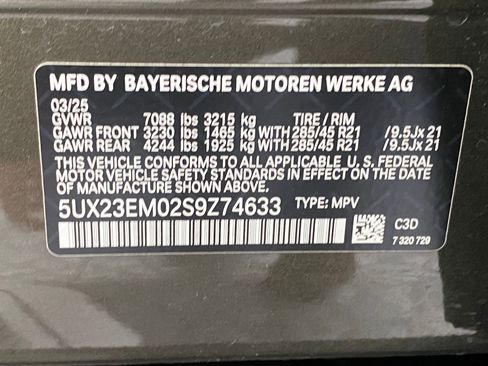 MFD BY BAYERISCHE MOTOREN WERKE AG
03/25
GVWR 7088 lbs 3215 kg TIRE / RIM
GAWR FRONT 3230 lbs 1465 kg WITH 285/45 R21 / 9.5Jx21
GAWR REAR 4244 lbs 1925 kg WITH 285/45 R21 / 9.5Jx21
THIS VEHICLE CONFORMS TO ALL APPLICABLE U. S. FEDERAL
MOTOR VEHICLE SAFETY STANDARDS IN EFFECT ON THE DATE
OF MANUFACTURE SHOWN ABOVE.
5UX23EM02S9Z74633 TYPE: MPV
C3D
7 320 729